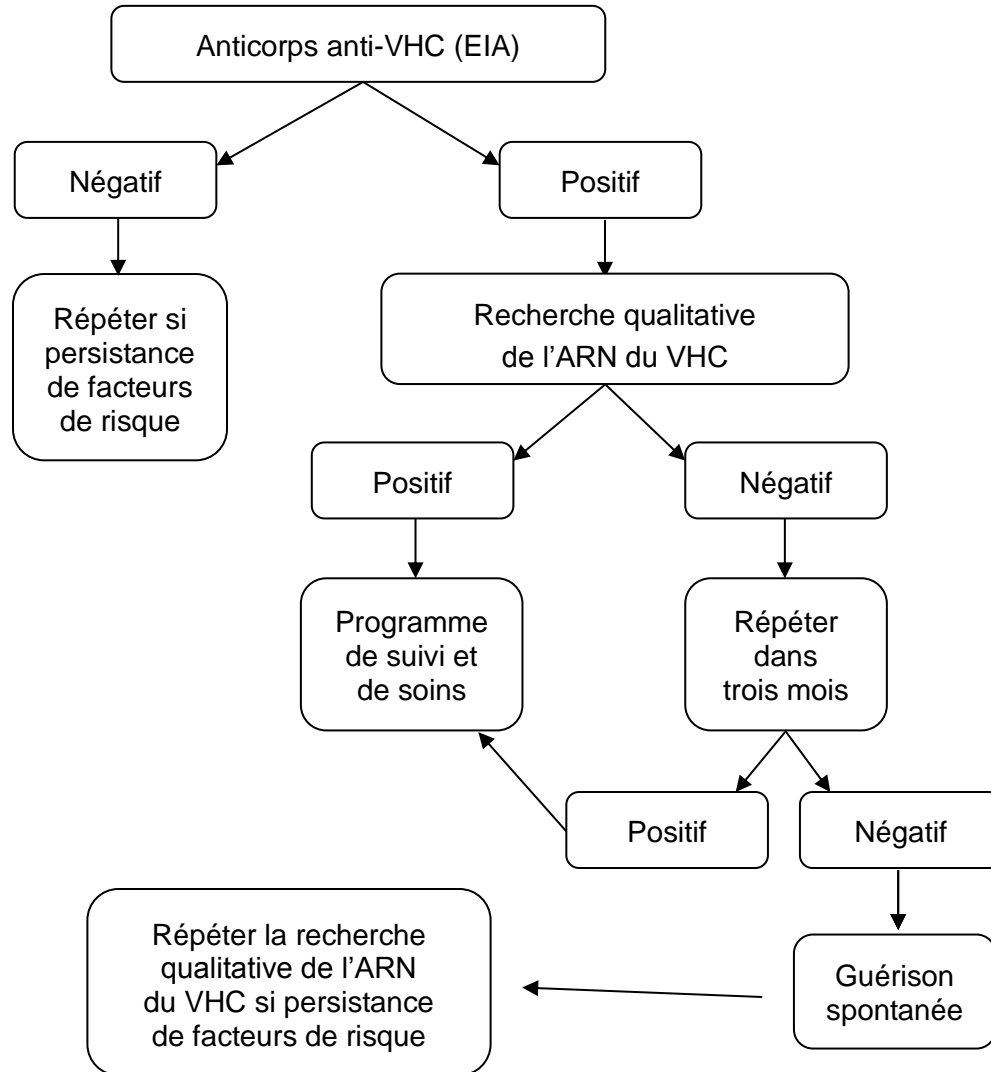 Anticorps anti-VHC (EIA)
Négatif
Positif
Répéter si
persistance
de facteurs
de risque
Recherche qualitative
de l’ARN du VHC
Positif
Négatif
Programme
de suivi et
de soins
Répéter
dans
trois mois
Positif
Négatif
Répéter la recherche
qualitative de l’ARN
du VHC si persistance
de facteurs de risque
Guérison
spontanée